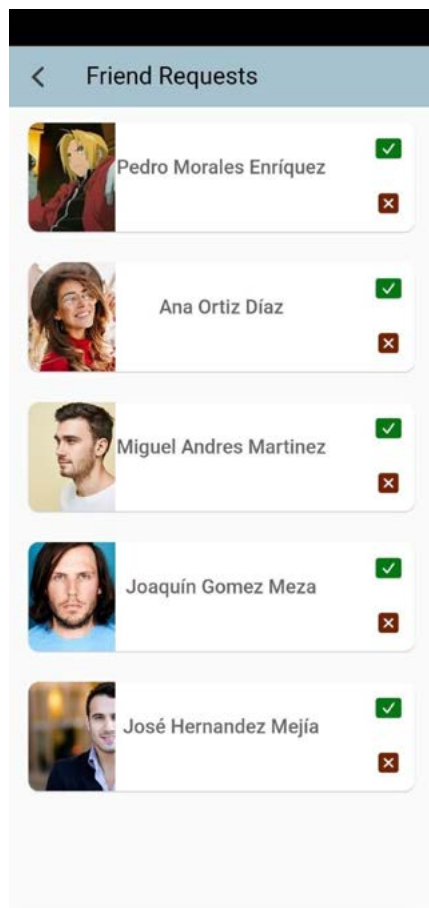 Friend Requests
Pedro Morales Enríquez
Ana Ortiz Díaz
Miguel Andres Martinez
Joaquín Gomez Meza
José Hernandez Mejía